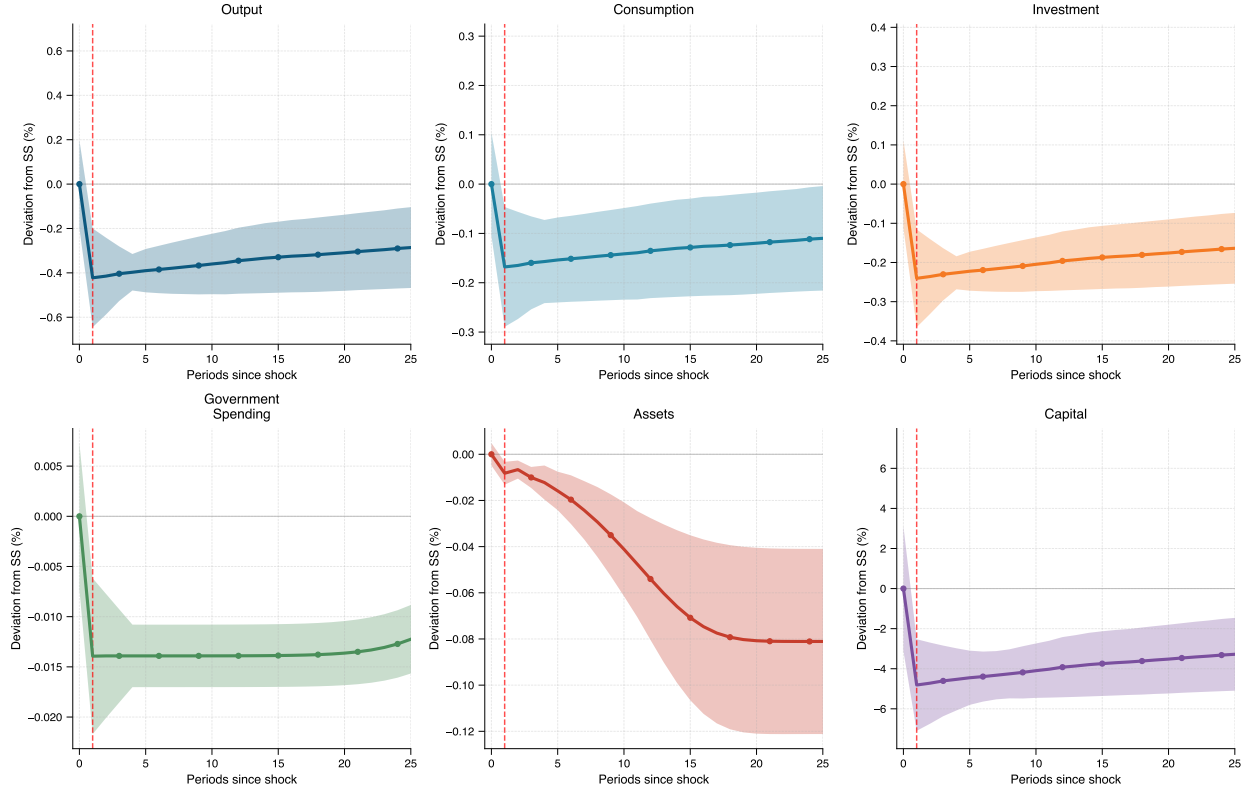 Output
Deviation from SS (%)
0.6
0.4
0.2
0.0
−0.2
−0.4
−0.6
0 5 10 15 20 25
Periods since shock
Consumption
Deviation from SS (%)
0.3
0.2
0.1
0.0
−0.1
−0.2
−0.3
0 5 10 15 20 25
Periods since shock
Investment
Deviation from SS (%)
0.4
0.3
0.2
0.1
0.0
−0.1
−0.2
−0.3
−0.4
0 5 10 15 20 25
Periods since shock
Government
Spending
Deviation from SS (%)
0.005
0.000
−0.005
−0.010
−0.015
−0.020
0 5 10 15 20 25
Periods since shock
Assets
Deviation from SS (%)
0.00
−0.02
−0.04
−0.06
−0.08
−0.10
−0.12
0 5 10 15 20 25
Periods since shock
Capital
Deviation from SS (%)
6
4
2
0
−2
−4
−6
0 5 10 15 20 25
Periods since shock